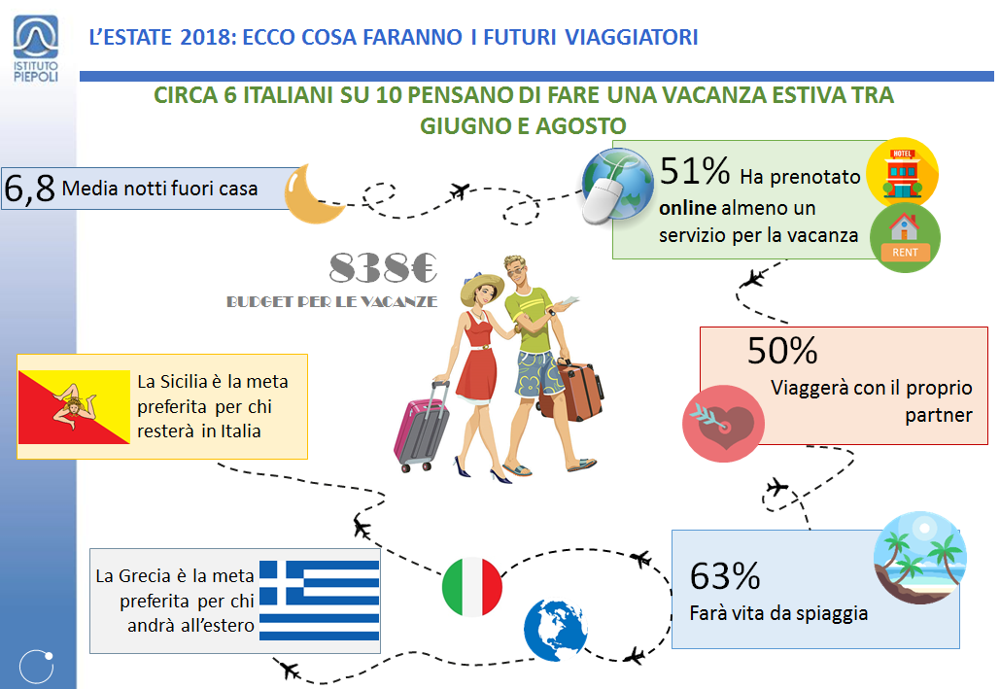 ISTITUTO
PIEPOLI
L'ESTATE 2018: ECCO COSA FARANNO I FUTURI VIAGGIATORI
CIRCA 6 ITALIANI SU 10 PENSANO DI FARE UNA VACANZA ESTIVA TRA
GIUGNO E AGOSTO
6,8 Media notti fuori casa
51% Ha prenotato
online almeno un
servizio per la vacanza
HOTEL
RENT
838€
BUDGET PER LE VACANZE
50%
Viaggerà con il proprio
partner
La Sicilia è la meta
preferita per chi
resterà in Italia
63%
Farà vita da spiaggia
La Grecia è la meta
preferita per chi
andrà all'estero